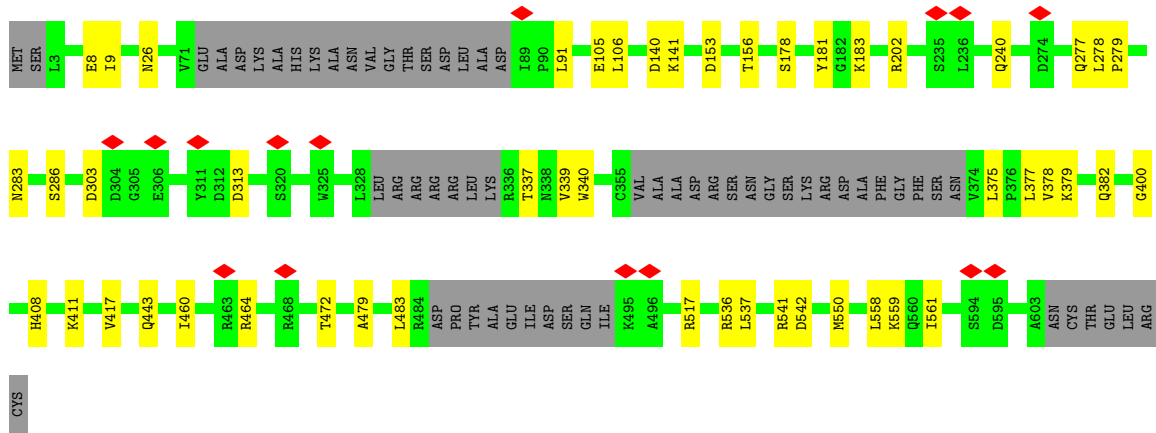 MET SER L3 E8 I9 N26 V71 GLU ALA ASP LYS ALA HIS LYS ALA ASN VAL GLY THR SER ASP LEU ALA ASP I89 P90 L91 E105 L106 D140 K141 D153 T156 S178 Y181 G182 K183 R202 S235 L236 Q240 D274 Q277 L278 P279
N283 S286 D303 D304 G305 E306 Y311 D312 D313 S320 W325 L328 LEU ARG ARG ARG ARG LEU LYS R336 T337 N338 V339 W340 C355 VAL ALA ALA ASP ARG SER ASN GLY SER LYS ARG ASP ALA PHE GLY PHE SER ASN V374 L375 P376 L377 V378 K379 Q382 G400
H408 K411 V417 Q443 I460 R463 R464 R468 T472 A479 L483 R484 ASP PRO TYR ALA GLU ILE ASP SER GLN ILE K495 A496 R517 R536 L537 R541 D542 M550 L558 K559 Q560 I561 S594 D595 A603 ASN CYS THR GLU LEU ARG
CYS